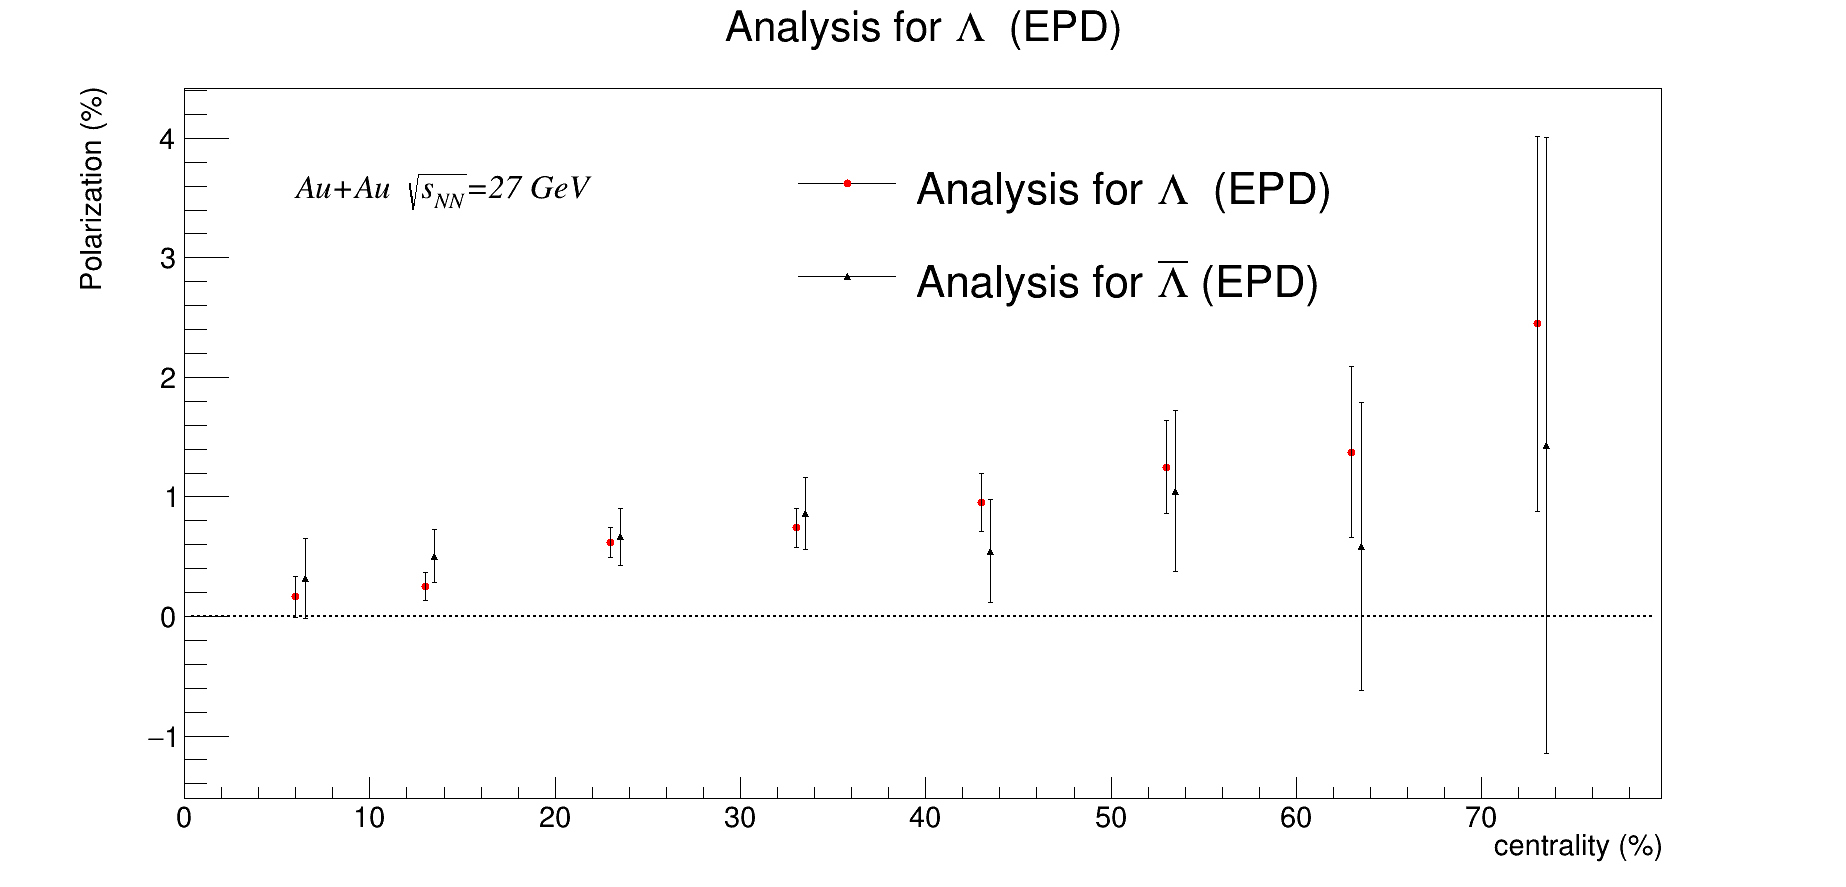 Analysis for Λ (EPD)
Polarization (%)
Au+Au √s_NN=27 GeV
Analysis for Λ (EPD)
Analysis for Λ̅ (EPD)
4
3
2
1
0
−1
0 10 20 30 40 50 60 70
centrality (%)